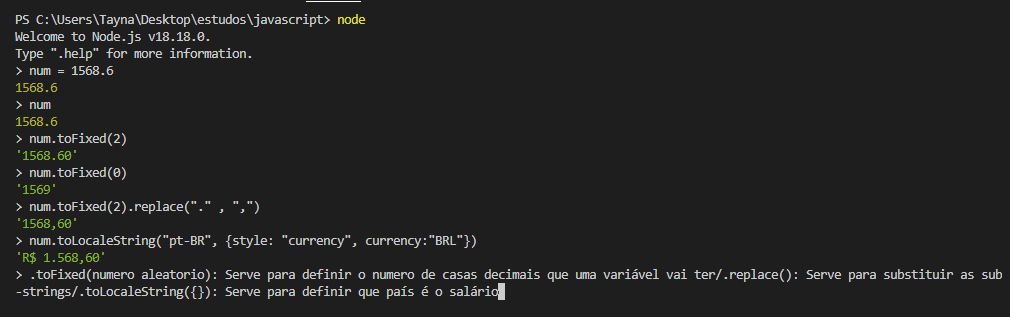 PS C:\Users\Tayna\Desktop\estudos\javascript> node
Welcome to Node.js v18.18.0.
Type ".help" for more information.
> num = 1568.6
1568.6
> num
1568.6
> num.toFixed(2)
'1568.60'
> num.toFixed(0)
'1569'
> num.toFixed(2).replace("." , ",")
'1568,60'
> num.toLocaleString("pt-BR", {style: "currency", currency:"BRL"})
'R$ 1.568,60'
> .toFixed(numero aleatorio): Serve para definir o numero de casas decimais que uma variável vai ter/.replace(): Serve para substituir as sub
-strings/.toLocaleString({}): Serve para definir que país é o salário